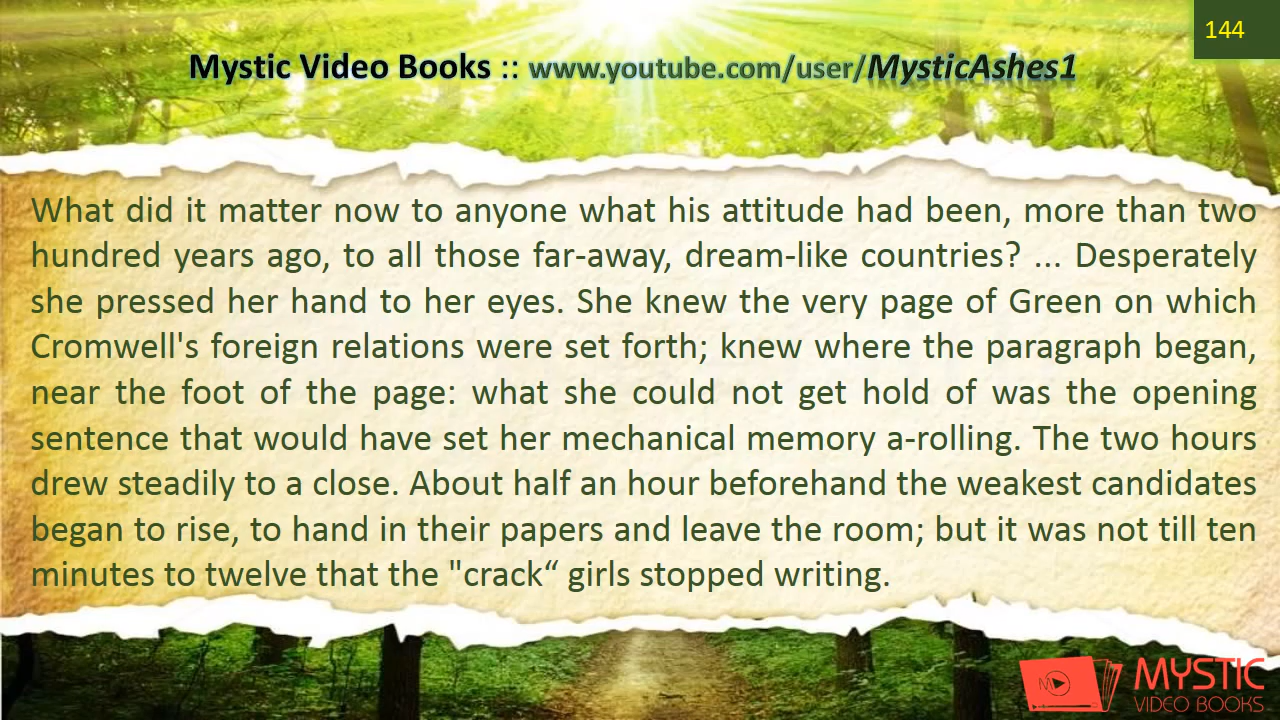 144
Mystic Video Books :: www.youtube.com/user/MysticAshes1
What did it matter now to anyone what his attitude had been, more than two
hundred years ago, to all those far-away, dream-like countries? ... Desperately
she pressed her hand to her eyes. She knew the very page of Green on which
Cromwell's foreign relations were set forth; knew where the paragraph began,
near the foot of the page: what she could not get hold of was the opening
sentence that would have set her mechanical memory a-rolling. The two hours
drew steadily to a close. About half an hour beforehand the weakest candidates
began to rise, to hand in their papers and leave the room; but it was not till ten
minutes to twelve that the "crack“ girls stopped writing.
MYSTIC
VIDEO BOOKS